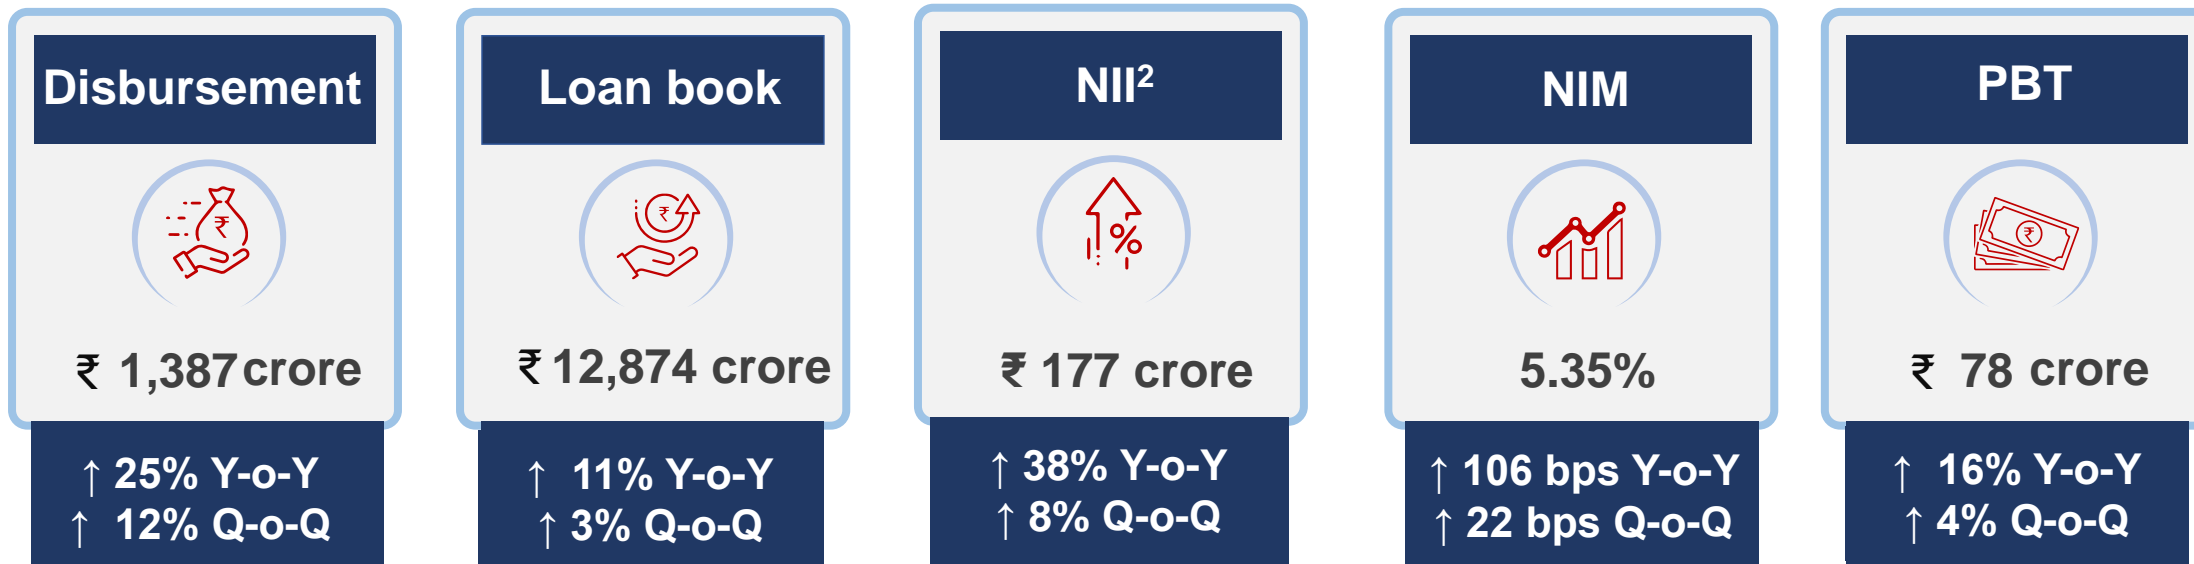 Disbursement
₹
₹ 1,387 crore
↑ 25% Y-o-Y
↑ 12% Q-o-Q
Loan book
₹
₹ 12,874 crore
↑ 11% Y-o-Y
↑ 3% Q-o-Q
NII²
%
₹ 177 crore
↑ 38% Y-o-Y
↑ 8% Q-o-Q
NIM
5.35%
↑ 106 bps Y-o-Y
↑ 22 bps Q-o-Q
PBT
₹
₹ 78 crore
↑ 16% Y-o-Y
↑ 4% Q-o-Q